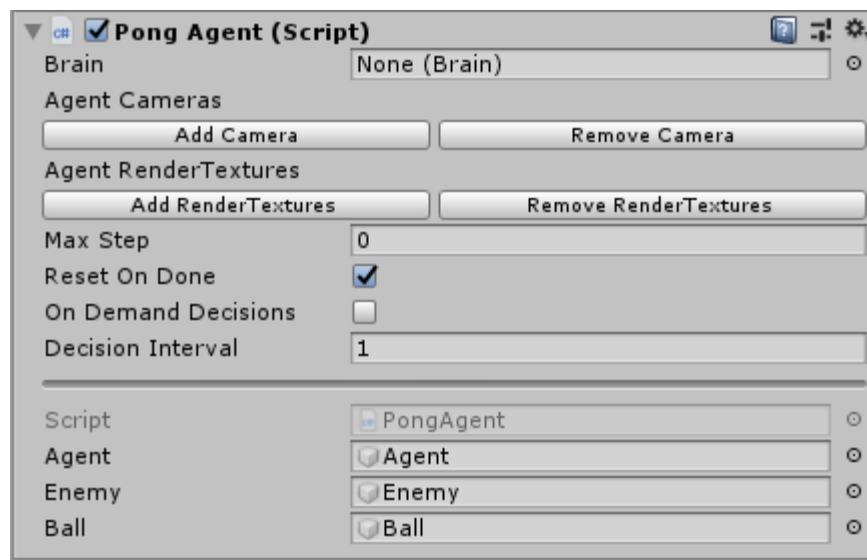 c# Pong Agent (Script)
Brain None (Brain)
Agent Cameras
Add Camera Remove Camera
Agent RenderTextures
Add RenderTextures Remove RenderTextures
Max Step 0
Reset On Done
On Demand Decisions
Decision Interval 1
Script c# PongAgent
Agent Agent
Enemy Enemy
Ball Ball